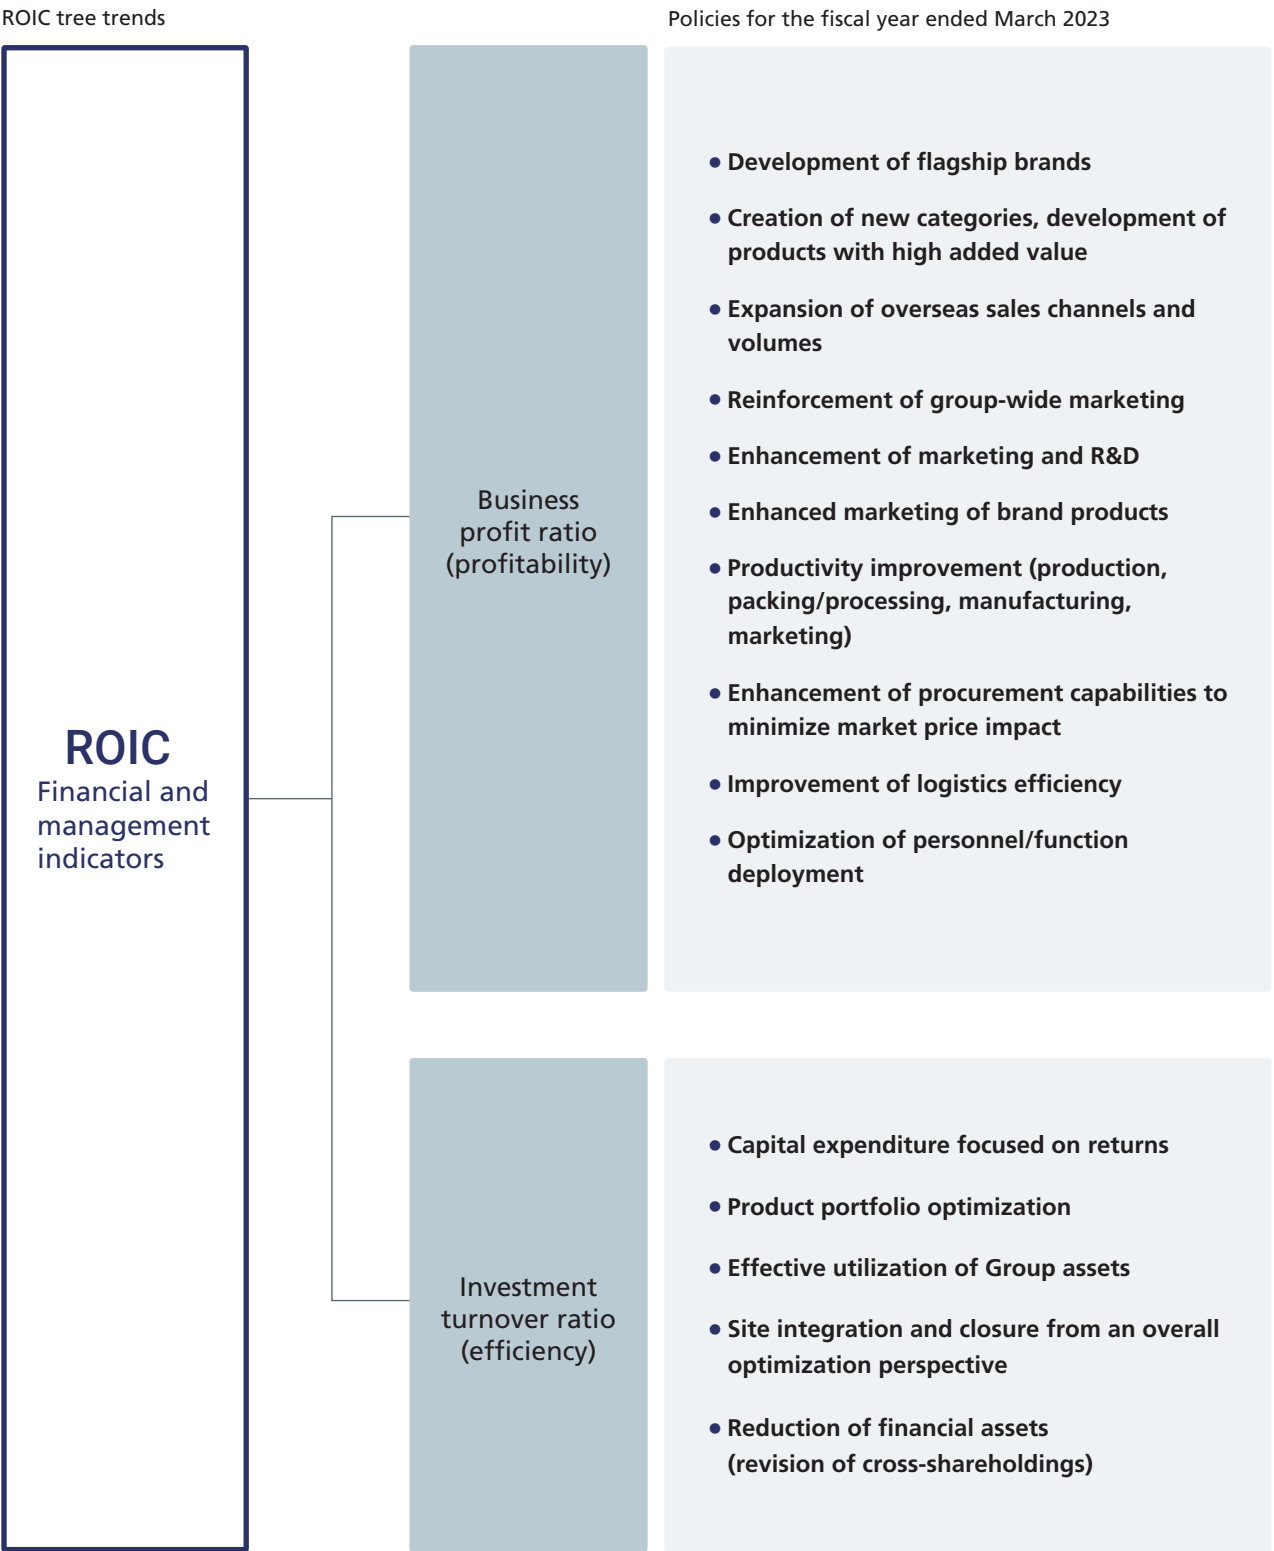 ROIC tree trends
Policies for the fiscal year ended March 2023
ROIC
Financial and
management
indicators
Business
profit ratio
(profitability)
• Development of flagship brands
• Creation of new categories, development of
products with high added value
• Expansion of overseas sales channels and
volumes
• Reinforcement of group-wide marketing
• Enhancement of marketing and R&D
• Enhanced marketing of brand products
• Productivity improvement (production,
packing/processing, manufacturing,
marketing)
• Enhancement of procurement capabilities to
minimize market price impact
• Improvement of logistics efficiency
• Optimization of personnel/function
deployment
Investment
turnover ratio
(efficiency)
• Capital expenditure focused on returns
• Product portfolio optimization
• Effective utilization of Group assets
• Site integration and closure from an overall
optimization perspective
• Reduction of financial assets
(revision of cross-shareholdings)